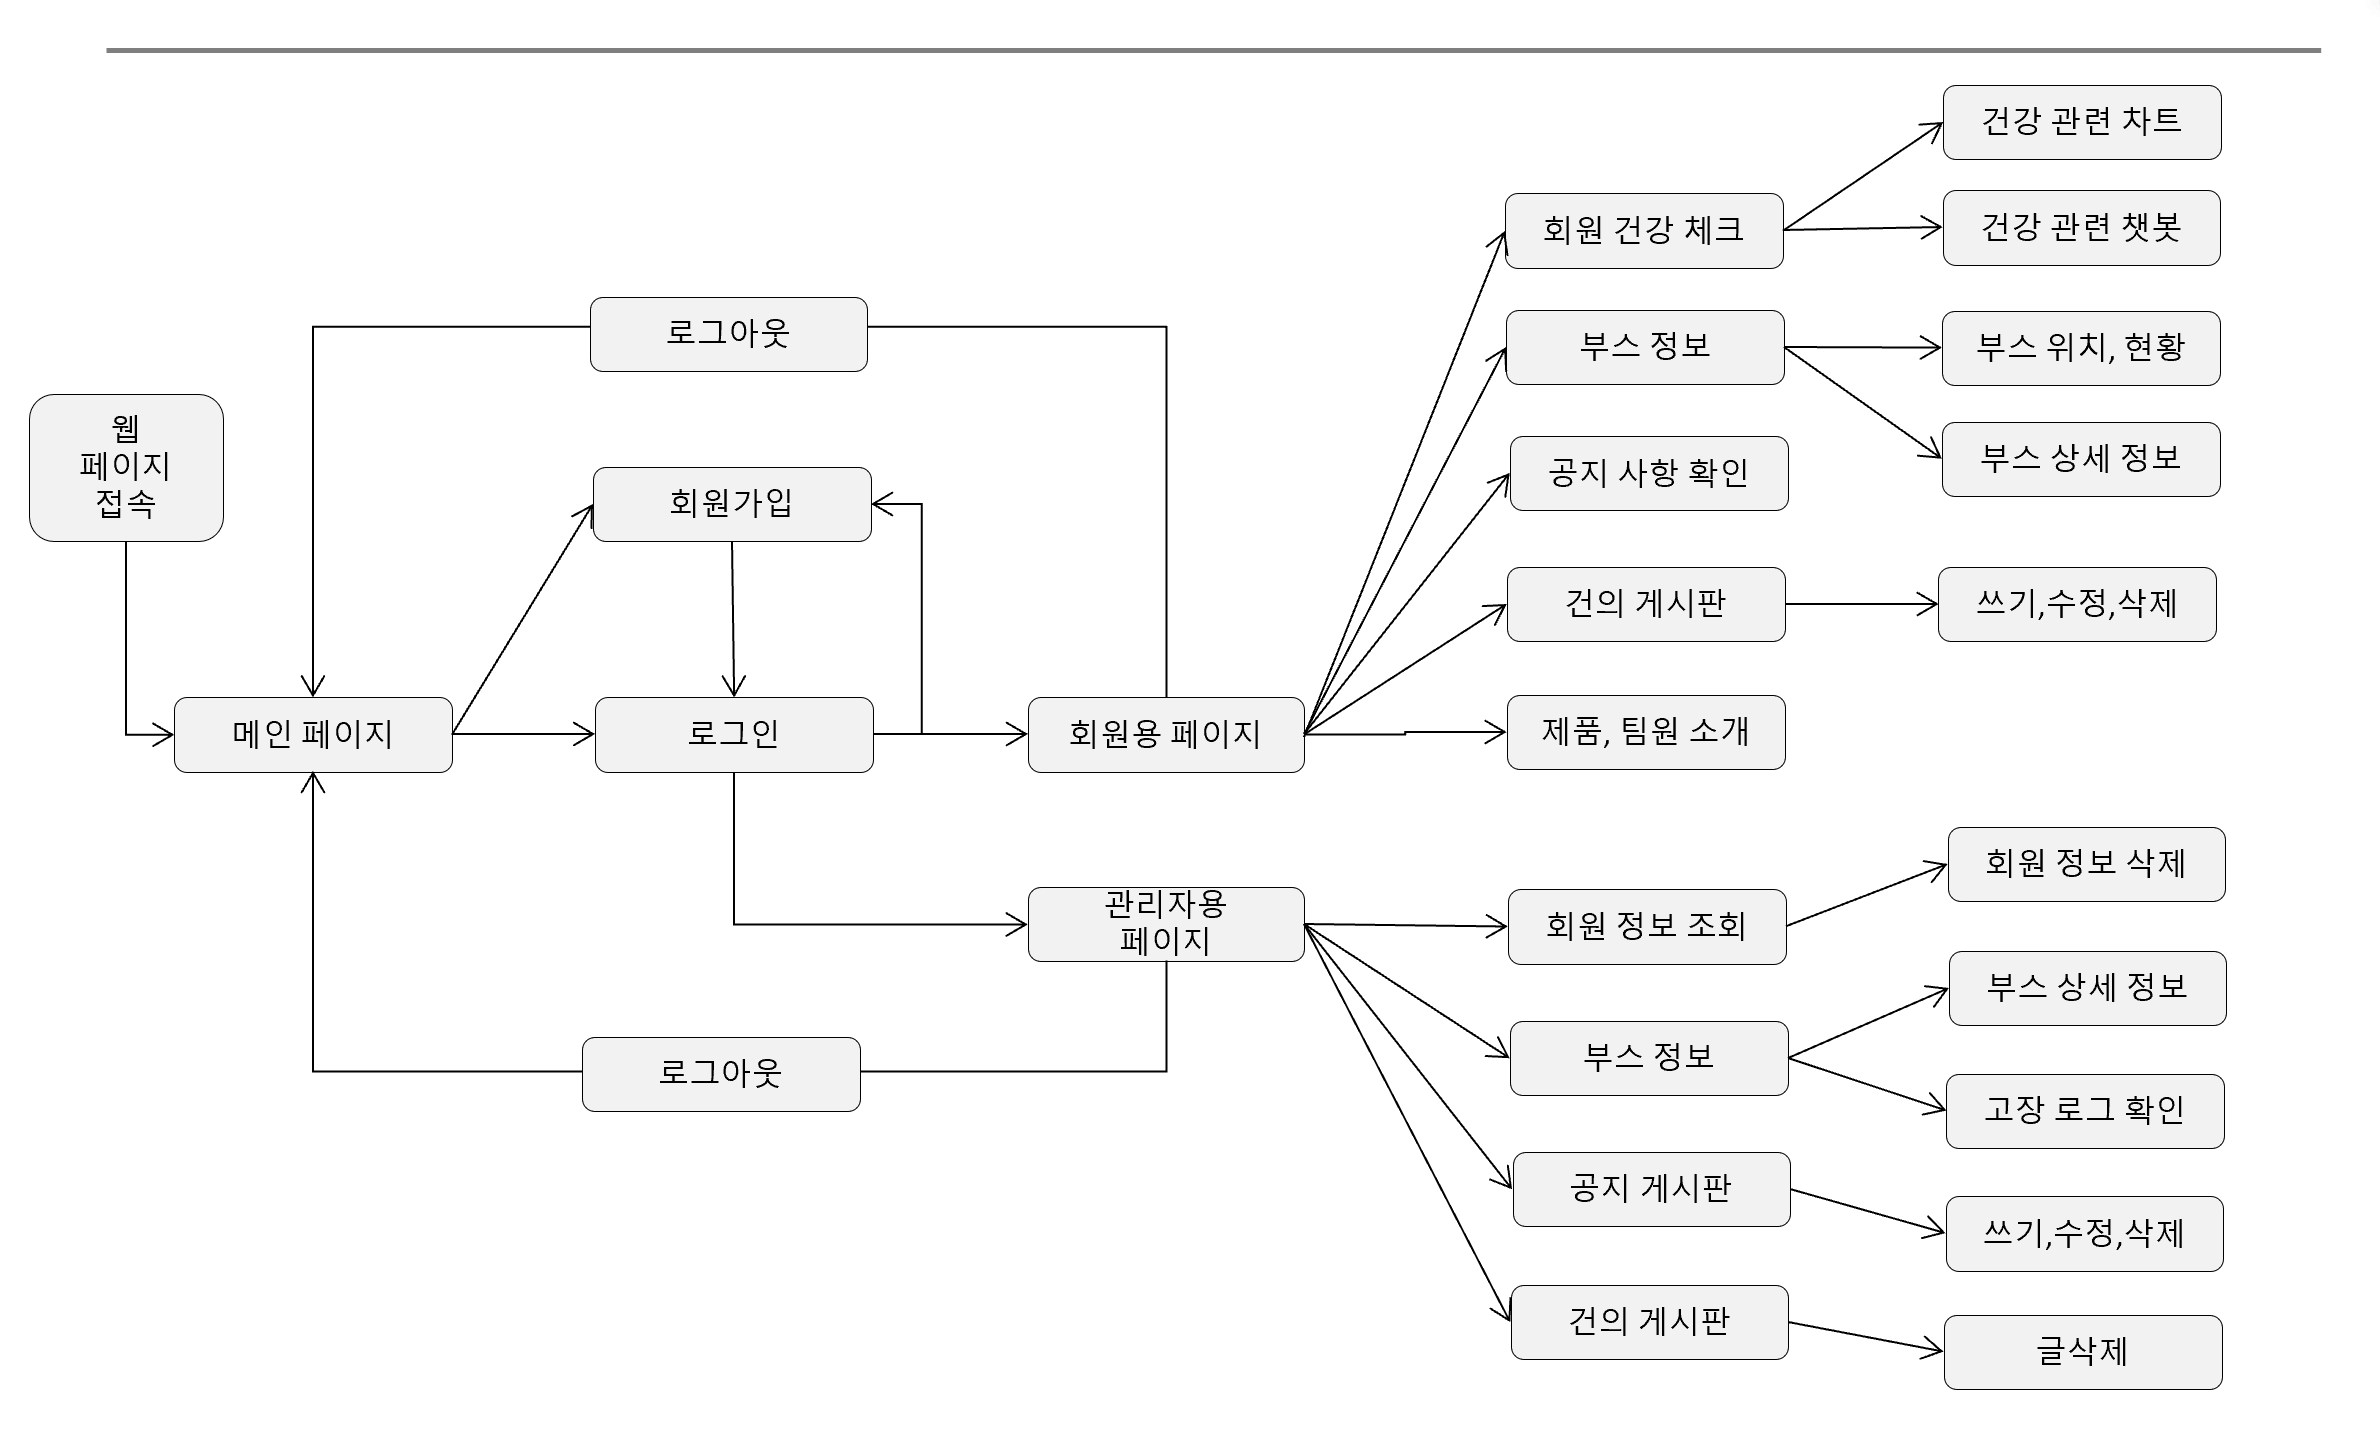 웹
페이지
접속
메인 페이지
로그아웃
회원가입
로그인
로그아웃
회원용 페이지
관리자용
페이지
회원 건강 체크
부스 정보
공지 사항 확인
건의 게시판
제품, 팀원 소개
회원 정보 조회
부스 정보
공지 게시판
건의 게시판
건강 관련 차트
건강 관련 챗봇
부스 위치, 현황
부스 상세 정보
쓰기,수정,삭제
회원 정보 삭제
부스 상세 정보
고장 로그 확인
쓰기,수정,삭제
글삭제